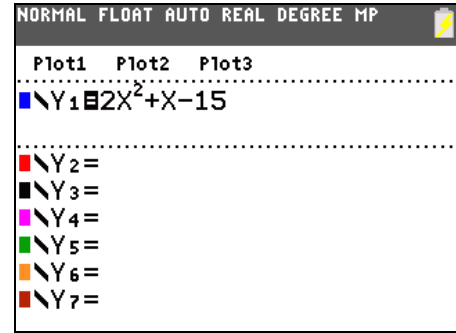 NORMAL FLOAT AUTO REAL DEGREE MP
Plot1 Plot2 Plot3
\Y₁=2X²+X-15
\Y₂=
\Y₃=
\Y₄=
\Y₅=
\Y₆=
\Y₇=